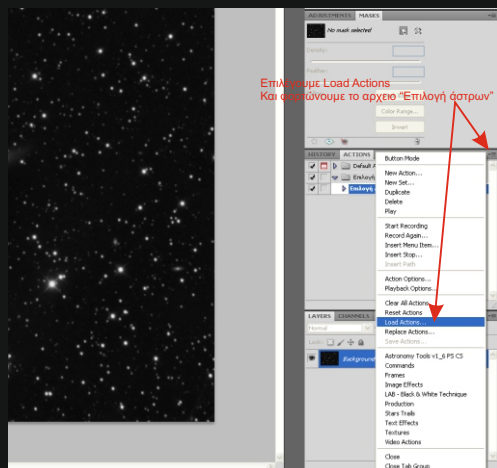 ADJUSTMENTS MASKS
No mask selected
Density:
Feather:
Επιλέγουμε Load Actions
Και φορτώνουμε το αρχειο "Επιλογή άστρων"
Color Range...
Invert
HISTORY ACTIONS
Default A
Επιλογή
Επιλογή
Button Mode
New Action...
New Set...
Duplicate
Delete
Play
Start Recording
Record Again...
Insert Menu Item...
Insert Stop...
Insert Path
Action Options...
Playback Options...
Clear All Actions
Reset Actions
Load Actions...
Replace Actions...
Save Actions...
Astronomy Tools v1_6 PS CS
Commands
Frames
Image Effects
LAB - Black & White Technique
Production
Stars Trails
Text Effects
Textures
Video Actions
Close
Close Tab Group
LAYERS CHANNELS
Normal
Lock:
Background